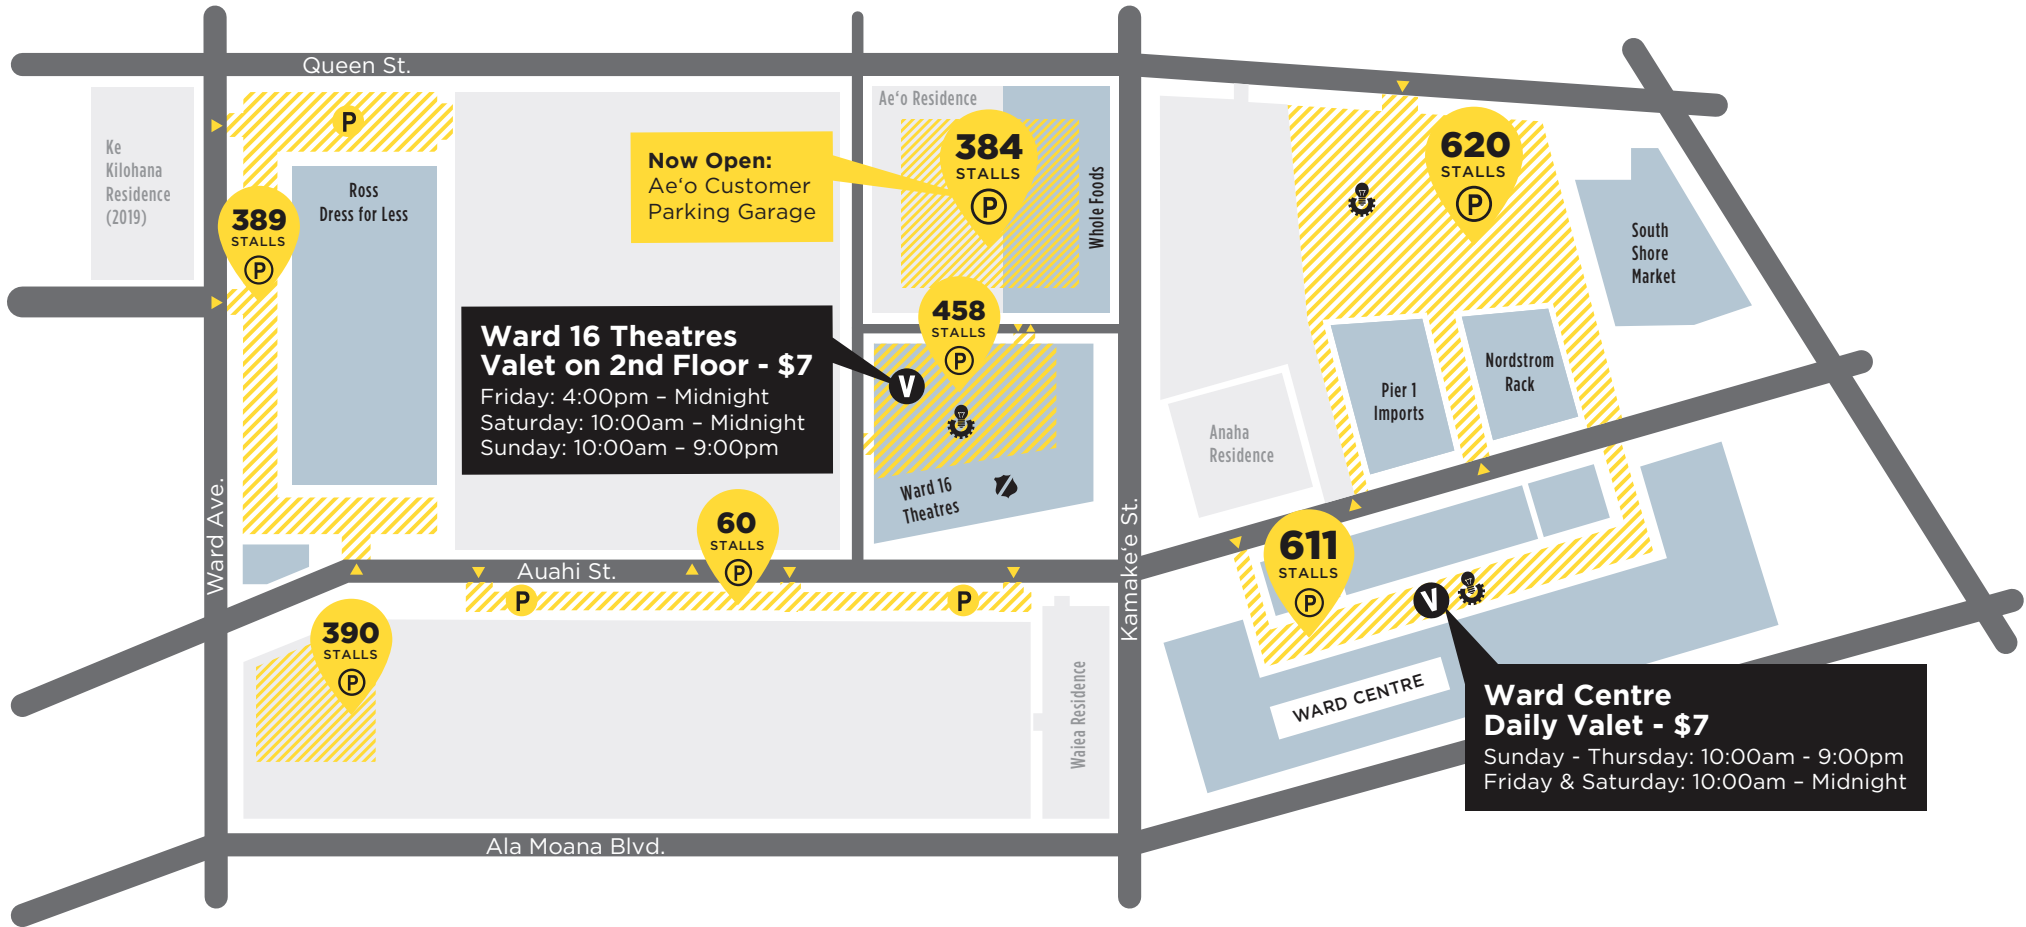 Queen St.
Ke
Kilohana
Residence
(2019)
P
Ross
Dress for Less
389
STALLS
P
Now Open:
Ae‘o Customer
Parking Garage
Ae‘o Residence
384
STALLS
P
Whole Foods
620
STALLS
P
South
Shore
Market
Ward 16 Theatres
Valet on 2nd Floor - $7
Friday: 4:00pm – Midnight
Saturday: 10:00am – Midnight
Sunday: 10:00am – 9:00pm
458
STALLS
P
V
Ward 16
Theatres
Pier 1
Imports
Nordstrom
Rack
Anaha
Residence
Ward Ave.
Auahi St.
60
STALLS
P
P
P
Kamake‘e St.
611
STALLS
P
V
390
STALLS
P
Waiea Residence
WARD CENTRE
Ward Centre
Daily Valet - $7
Sunday - Thursday: 10:00am - 9:00pm
Friday & Saturday: 10:00am – Midnight
Ala Moana Blvd.